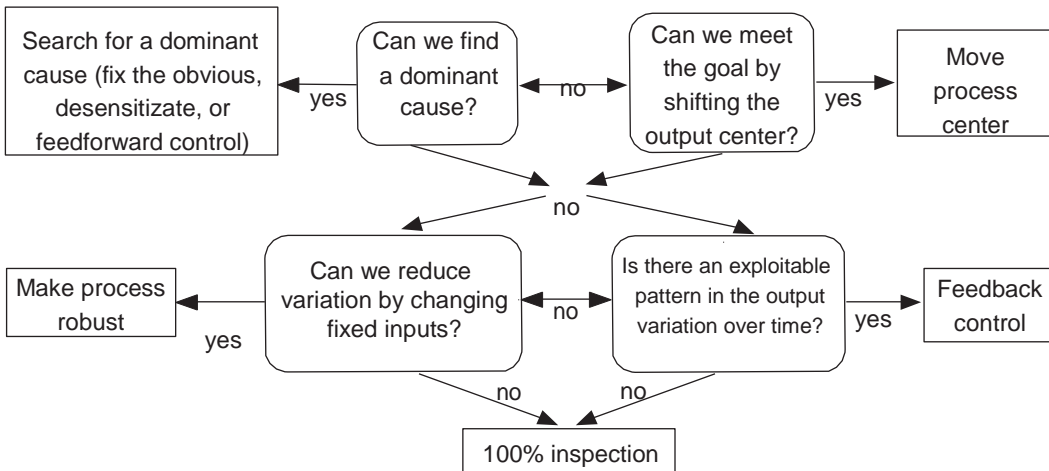 Search for a dominant
cause (fix the obvious,
desensitizate, or
feedforward control)
yes
Can we find
a dominant
cause?
no
Can we meet
the goal by
shifting the
output center?
yes
Move
process
center
no
Make process
robust
yes
Can we reduce
variation by changing
fixed inputs?
no
Is there an exploitable
pattern in the output
variation over time?
yes
Feedback
control
no
no
100% inspection